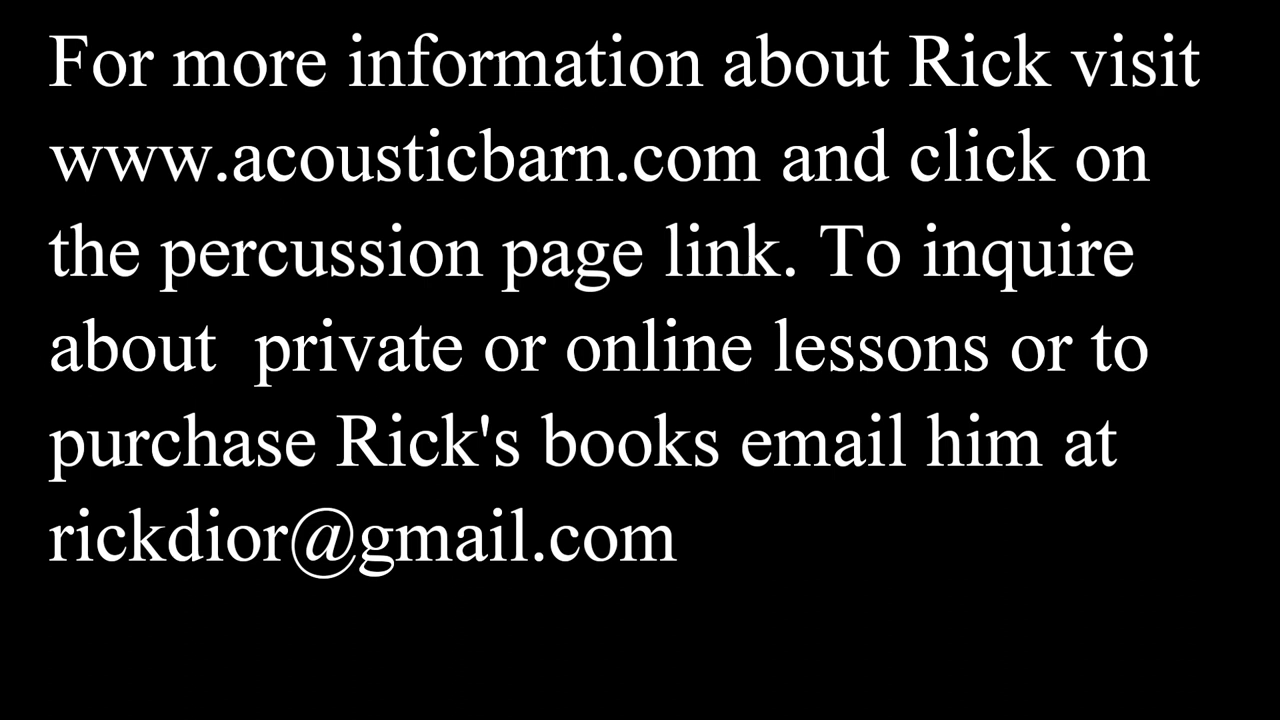 For more information about Rick visit
www.acousticbarn.com and click on
the percussion page link. To inquire
about  private or online lessons or to
purchase Rick's books email him at
rickdior@gmail.com